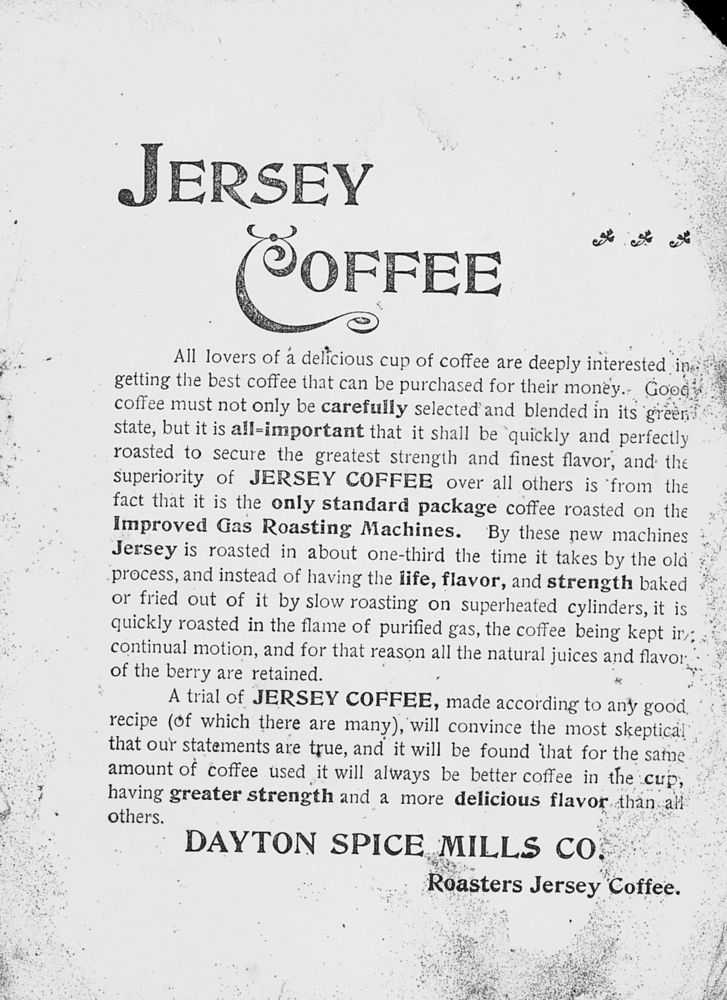 JERSEY
COFFEE
All lovers of a delicious cup of coffee are deeply interested in
getting the best coffee that can be purchased for their money. Good
coffee must not only be carefully selected and blended in its green
state, but it is all=important that it shall be quickly and perfectly
roasted to secure the greatest strength and finest flavor, and the
superiority of JERSEY COFFEE over all others is from the
fact that it is the only standard package coffee roasted on the
Improved Gas Roasting Machines. By these new machines
Jersey is roasted in about one-third the time it takes by the old
process, and instead of having the life, flavor, and strength baked
or fried out of it by slow roasting on superheated cylinders, it is
quickly roasted in the flame of purified gas, the coffee being kept in
continual motion, and for that reason all the natural juices and flavor
of the berry are retained.
A trial of JERSEY COFFEE, made according to any good
recipe (of which there are many), will convince the most skeptical
that our statements are true, and it will be found that for the same
amount of coffee used it will always be better coffee in the cup,
having greater strength and a more delicious flavor than all
others.
DAYTON SPICE MILLS CO.
Roasters Jersey Coffee.